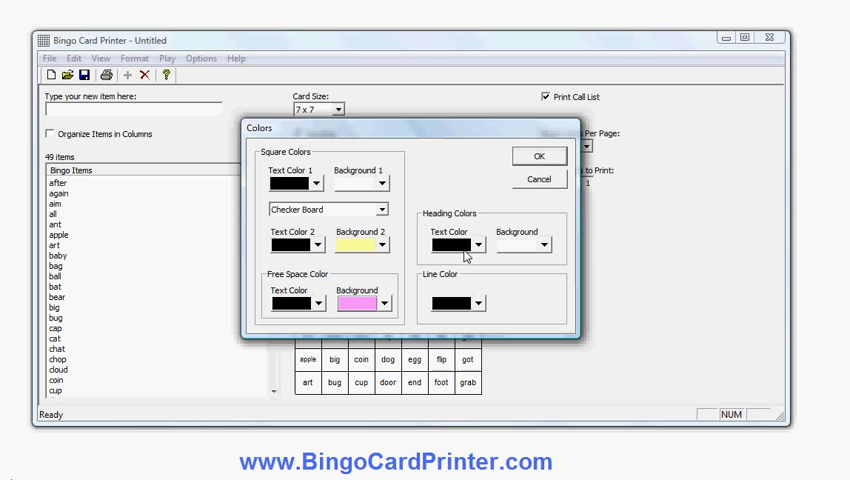 Bingo Card Printer - Untitled
File Edit View Format Play Options Help
Type your new item here:
Card Size:
7 x 7
Print Call List
Organize Items in Columns
Per Page:
to Print:
1
49 items
Bingo Items
after
again
aim
all
ant
apple
art
baby
bag
ball
bat
bear
big
bug
cap
cat
chat
chop
cloud
coin
cup
Colors
Square Colors
Text Color 1 Background 1
Checker Board
Text Color 2 Background 2
Free Space Color
Text Color Background
OK
Cancel
Heading Colors
Text Color Background
Line Color
apple big coin dog egg flip got
art bug cup door end foot grab
Ready
NUM
www.BingoCardPrinter.com